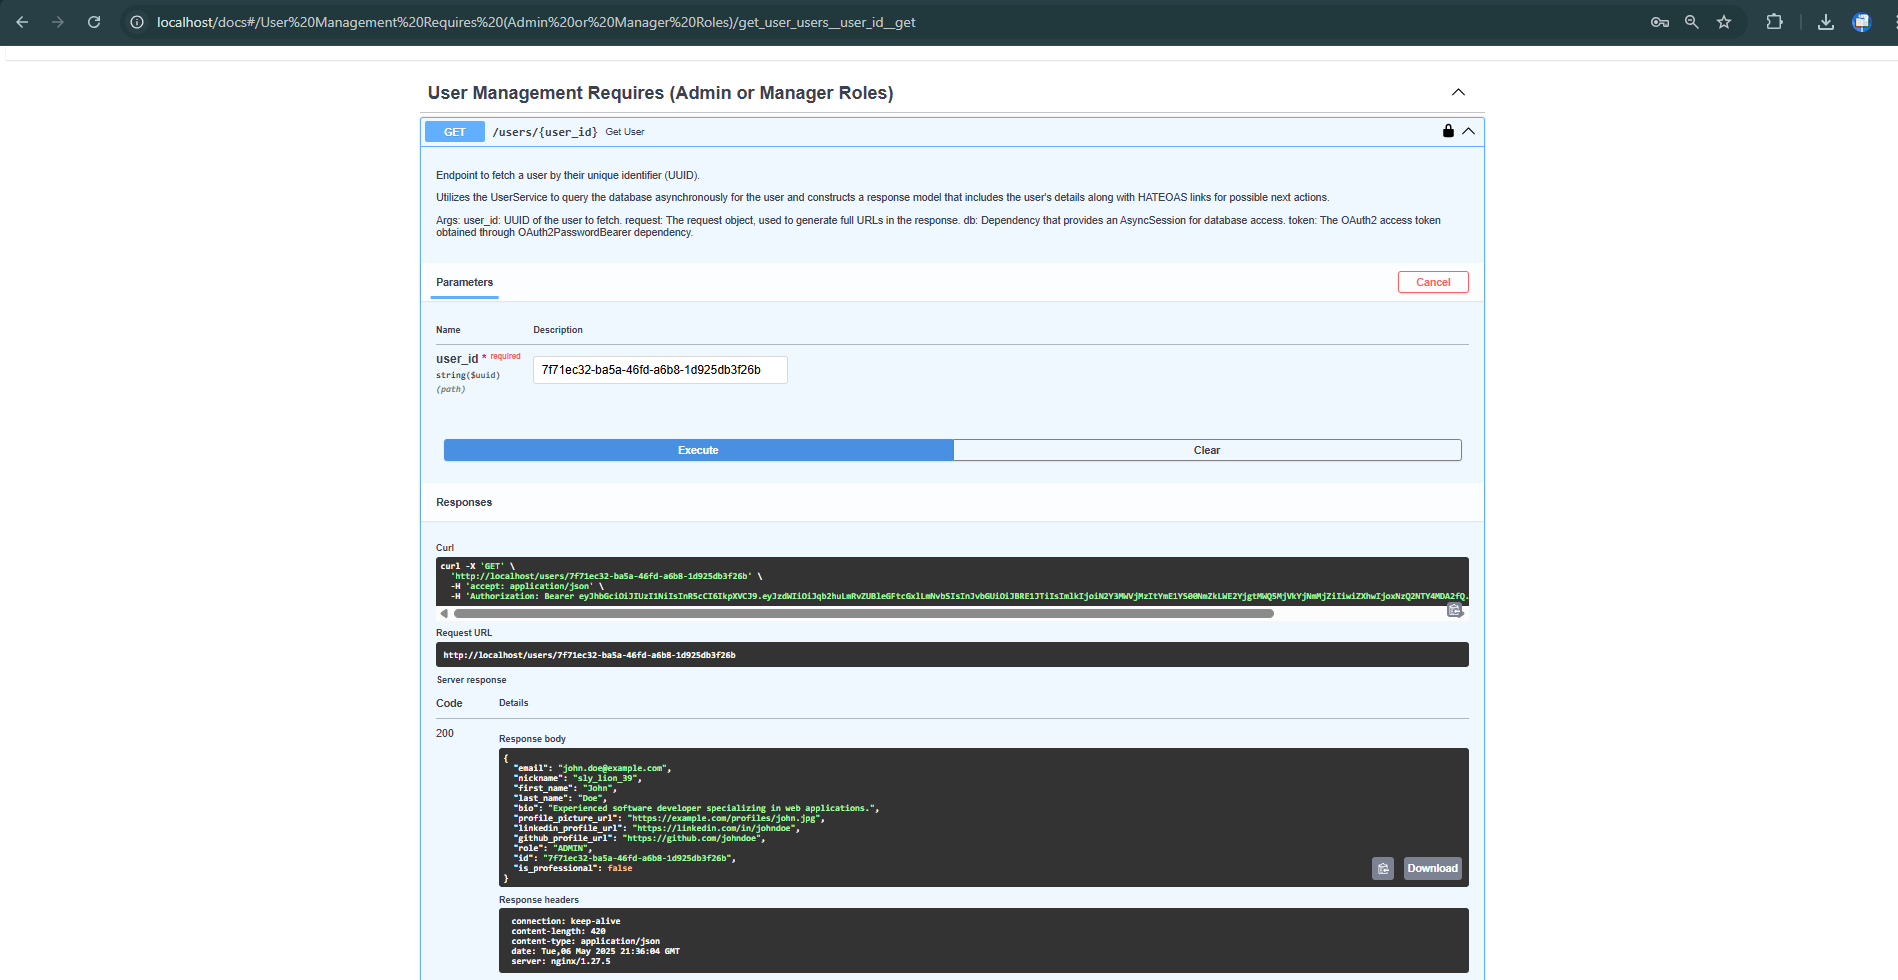 localhost/docs#/User%20Management%20Requires%20(Admin%20or%20Manager%20Roles)/get_user_users__user_id__get
User Management Requires (Admin or Manager Roles)
GET /users/{user_id} Get User
Endpoint to fetch a user by their unique identifier (UUID).
Utilizes the UserService to query the database asynchronously for the user and constructs a response model that includes the user's details along with HATEOAS links for possible next actions.
Args: user_id: UUID of the user to fetch. request: The request object, used to generate full URLs in the response. db: Dependency that provides an AsyncSession for database access. token: The OAuth2 access token
obtained through OAuth2PasswordBearer dependency.
Parameters
Cancel
Name Description
user_id * required
string($uuid)
(path)
7f71ec32-ba5a-46fd-a6b8-1d925db3f26b
Execute Clear
Responses
Curl
curl -X 'GET' \
'http://localhost/users/7f71ec32-ba5a-46fd-a6b8-1d925db3f26b' \
-H 'accept: application/json' \
-H 'Authorization: Bearer
Request URL
http://localhost/users/7f71ec32-ba5a-46fd-a6b8-1d925db3f26b
Server response
Code Details
200
Response body
{
"email": "john.doe@example.com",
"nickname": "sly_lion_39",
"first_name": "John",
"last_name": "Doe",
"bio": "Experienced software developer specializing in web applications.",
"profile_picture_url": "https://example.com/profiles/john.jpg",
"linkedin_profile_url": "https://linkedin.com/in/johndoe",
"github_profile_url": "https://github.com/johndoe",
"role": "ADMIN",
"id": "7f71ec32-ba5a-46fd-a6b8-1d925db3f26b",
"is_professional": false
}
Download
Response headers
connection: keep-alive
content-length: 420
content-type: application/json
date: Tue,06 May 2025 21:36:04 GMT
server: nginx/1.27.5